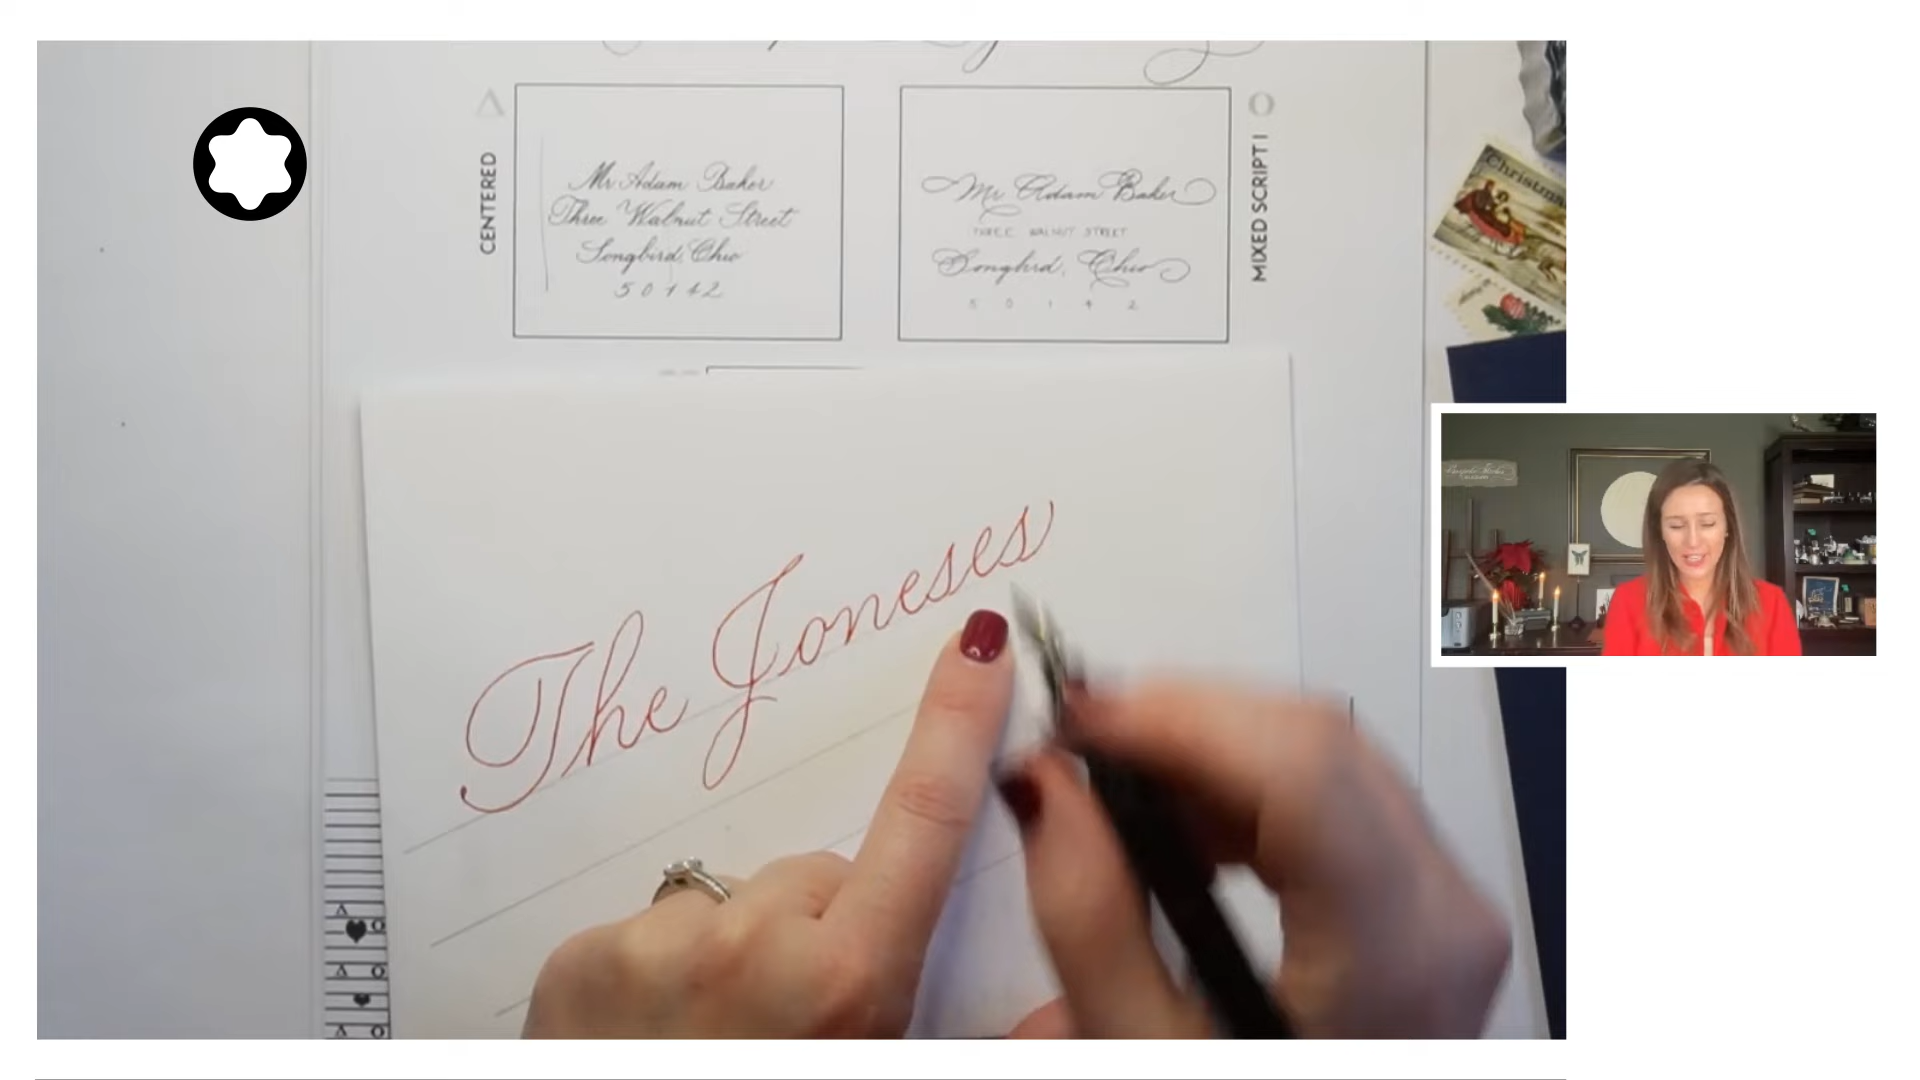 CENTERED
Mr Adam Baker
Three Walnut Street
Songbird, Ohio
50142
Mr Adam Baker
THREE WALNUT STREET
Songbird, Ohio
5 0 1 4 2
MIXED SCRIPT I
Christmas
The Joneses